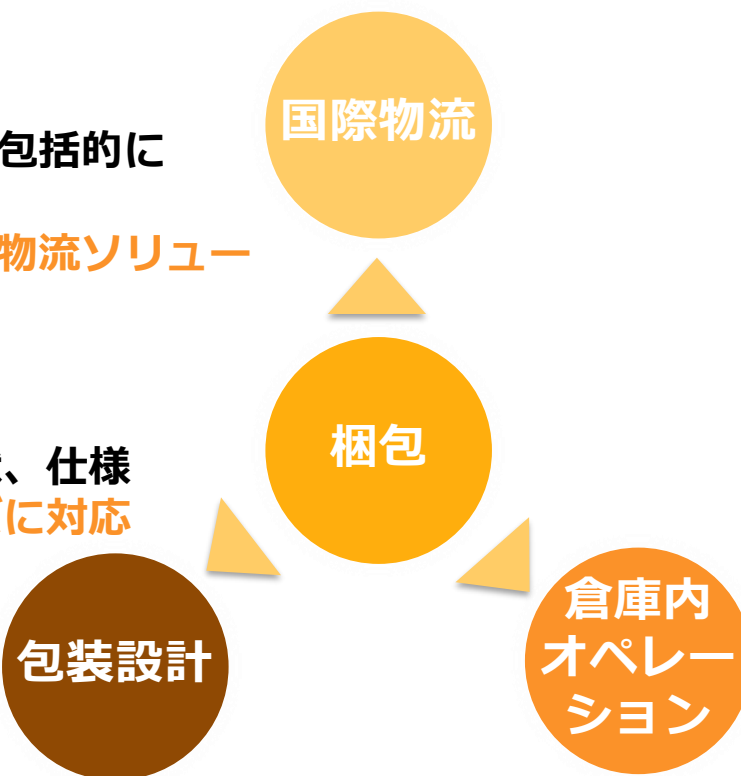 国際物流
包括的に
物流ソリュー
梱包
、仕様
に対応
包装設計
倉庫内
オペレー
ション